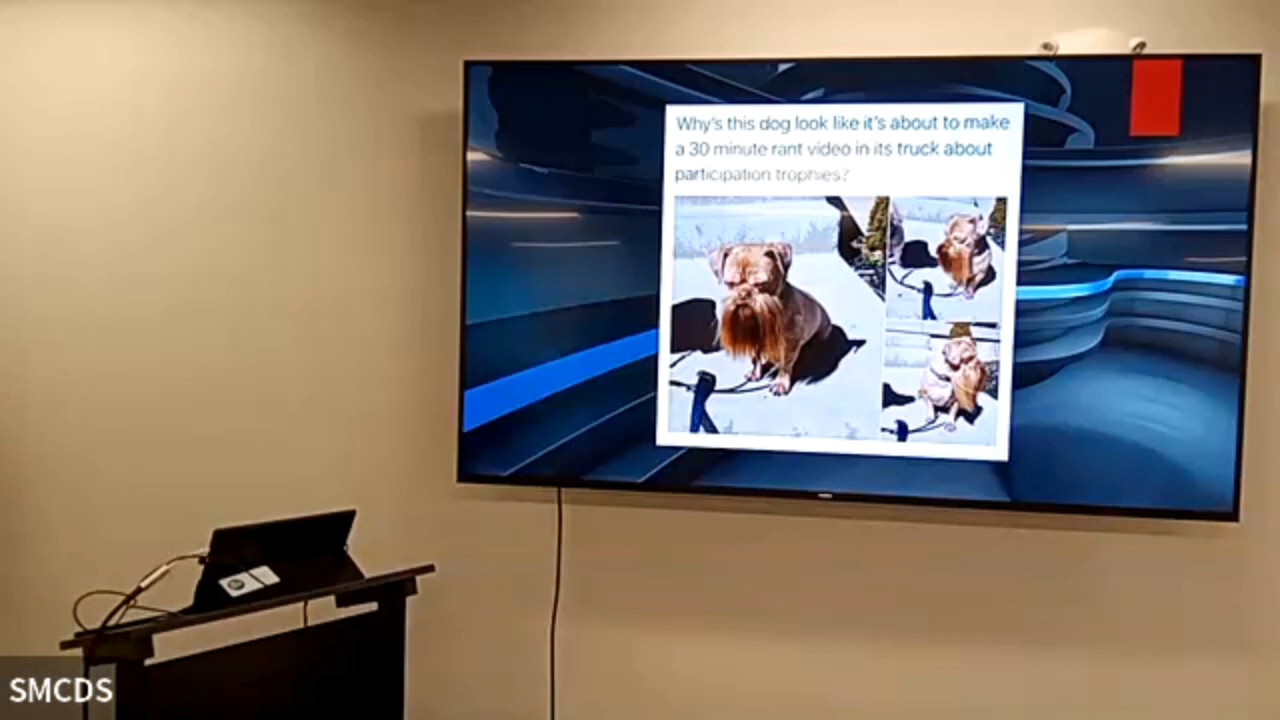 Why's this dog look like it's about to make
a 30 minute rant video in its truck about
participation trophies?
SMCDS